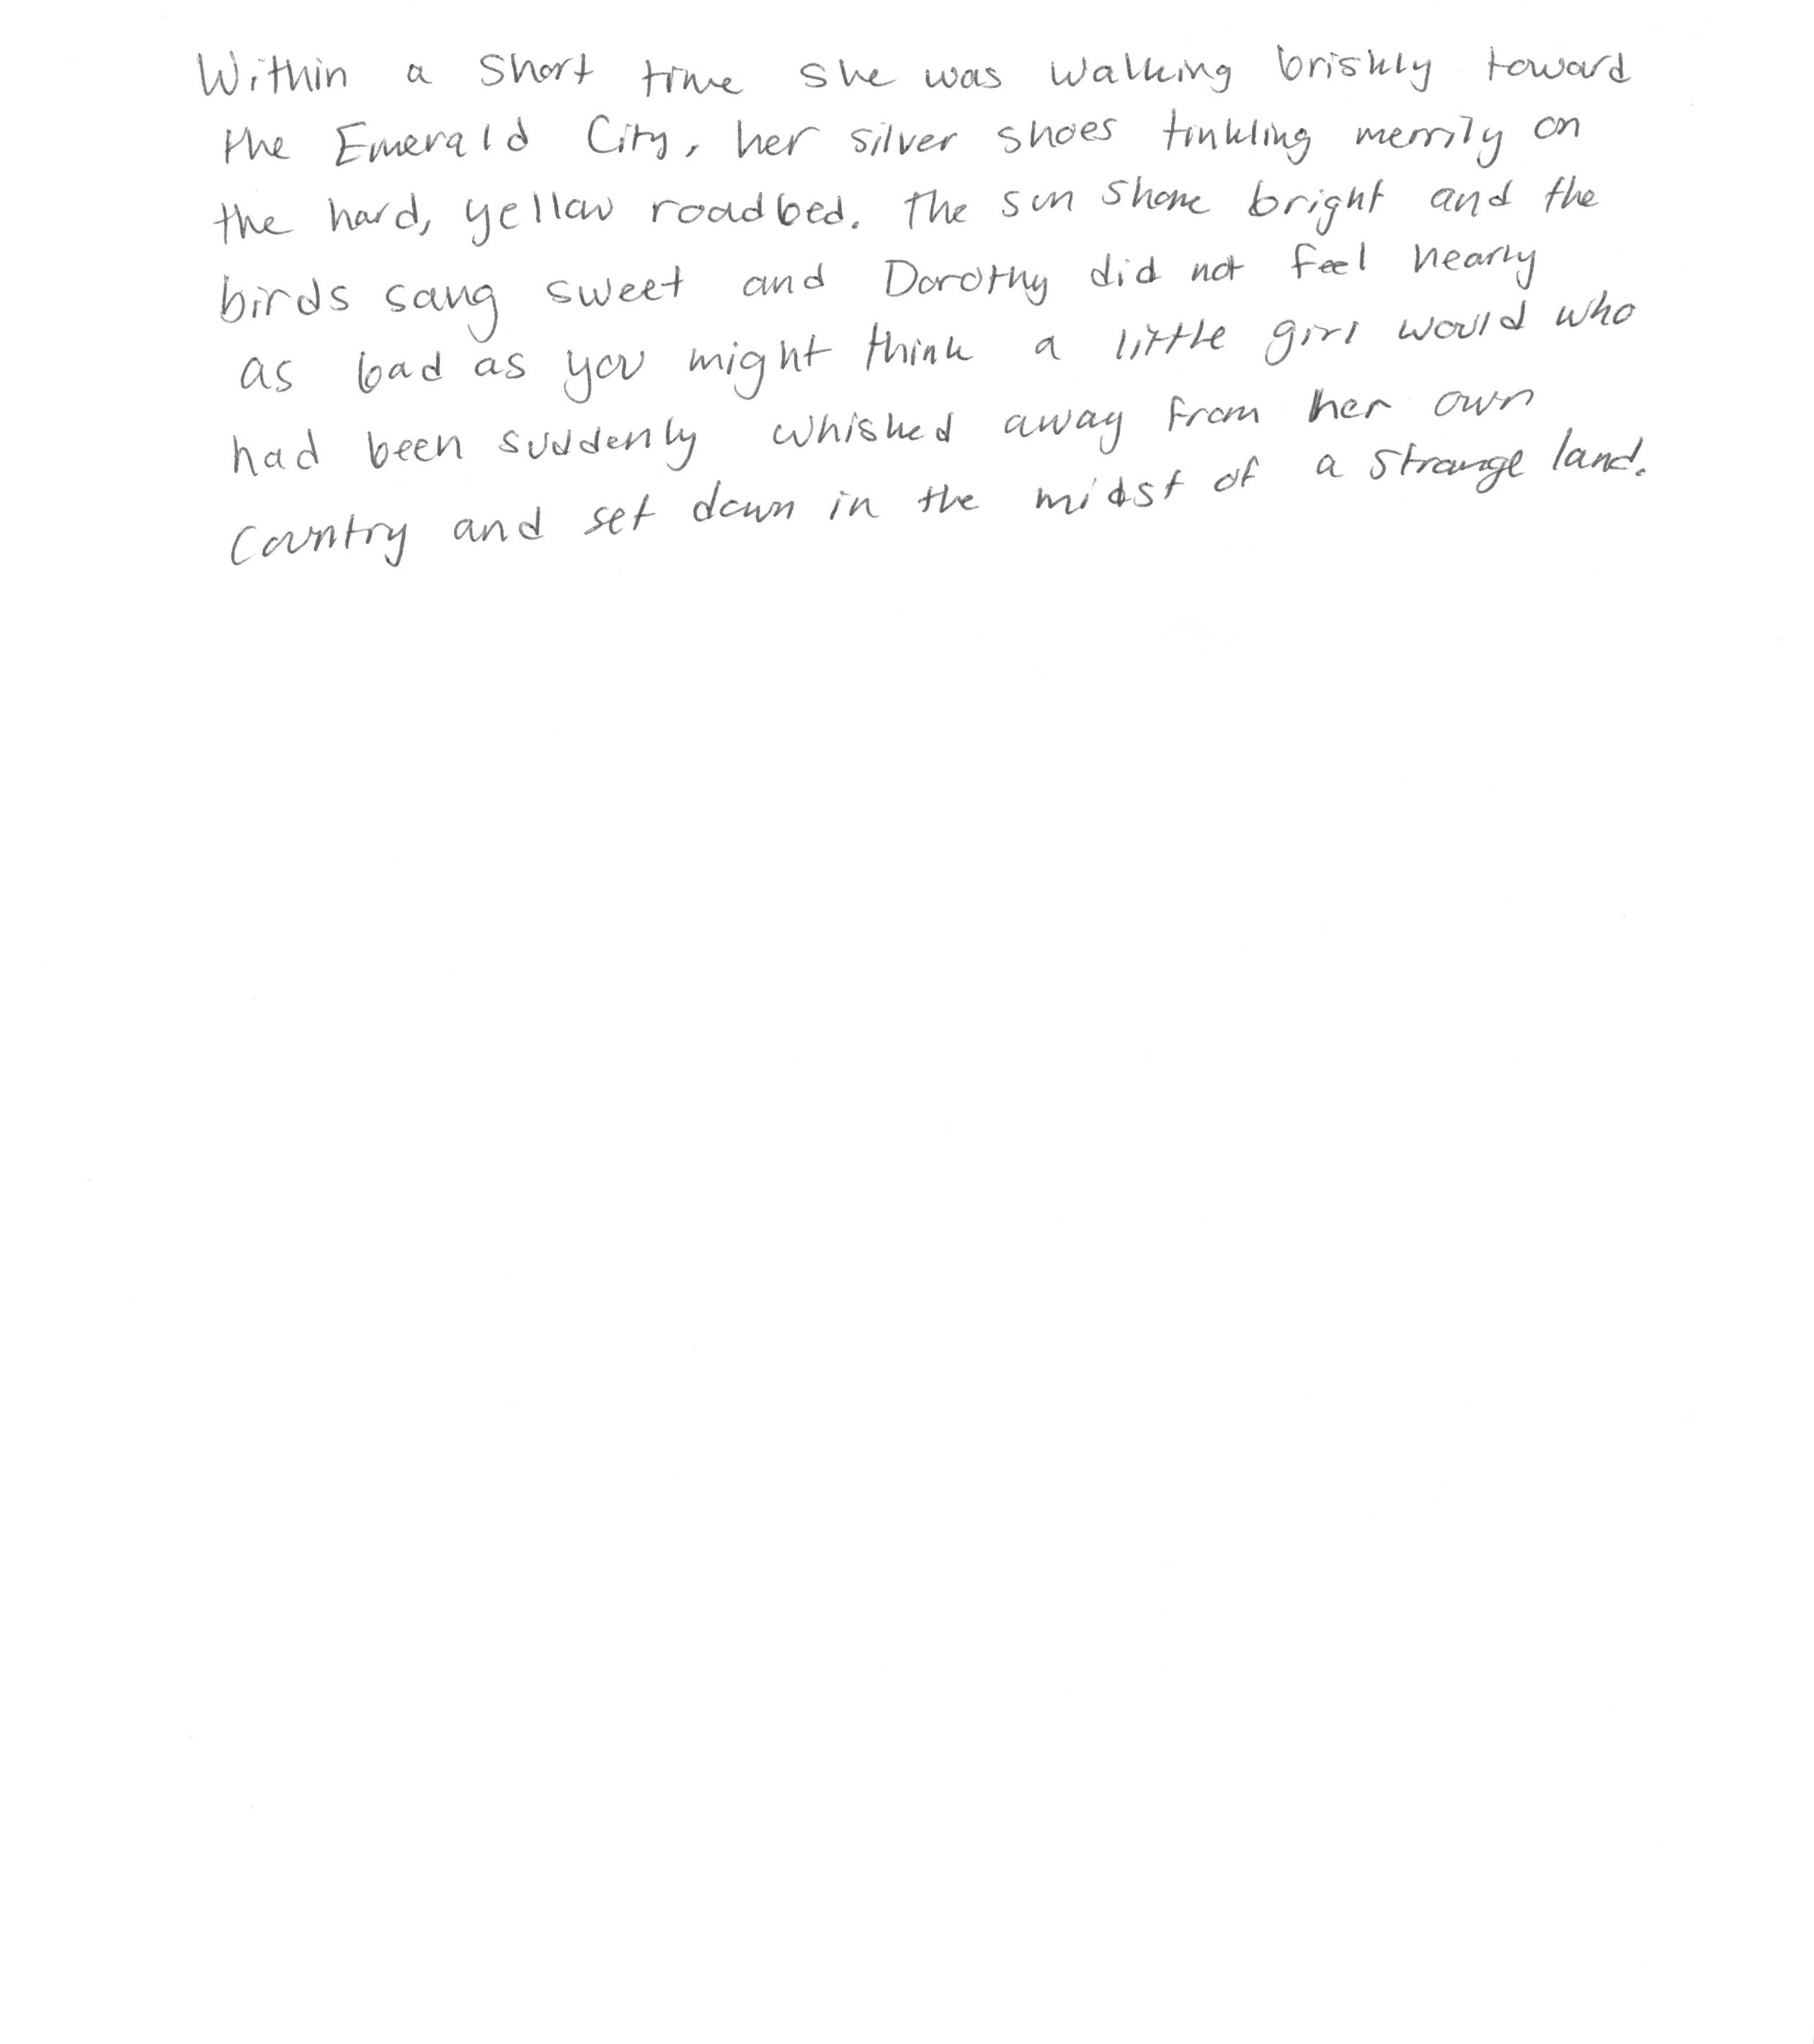 Within a short time she was walking briskly toward
the Emerald City, her silver shoes tinkling merrily on
the hard, yellow roadbed. The sun shone bright and the
birds sang sweet and Dorothy did not feel nearly
as bad as you might think a little girl would who
had been suddenly whisked away from her own
country and set down in the midst of a strange land.